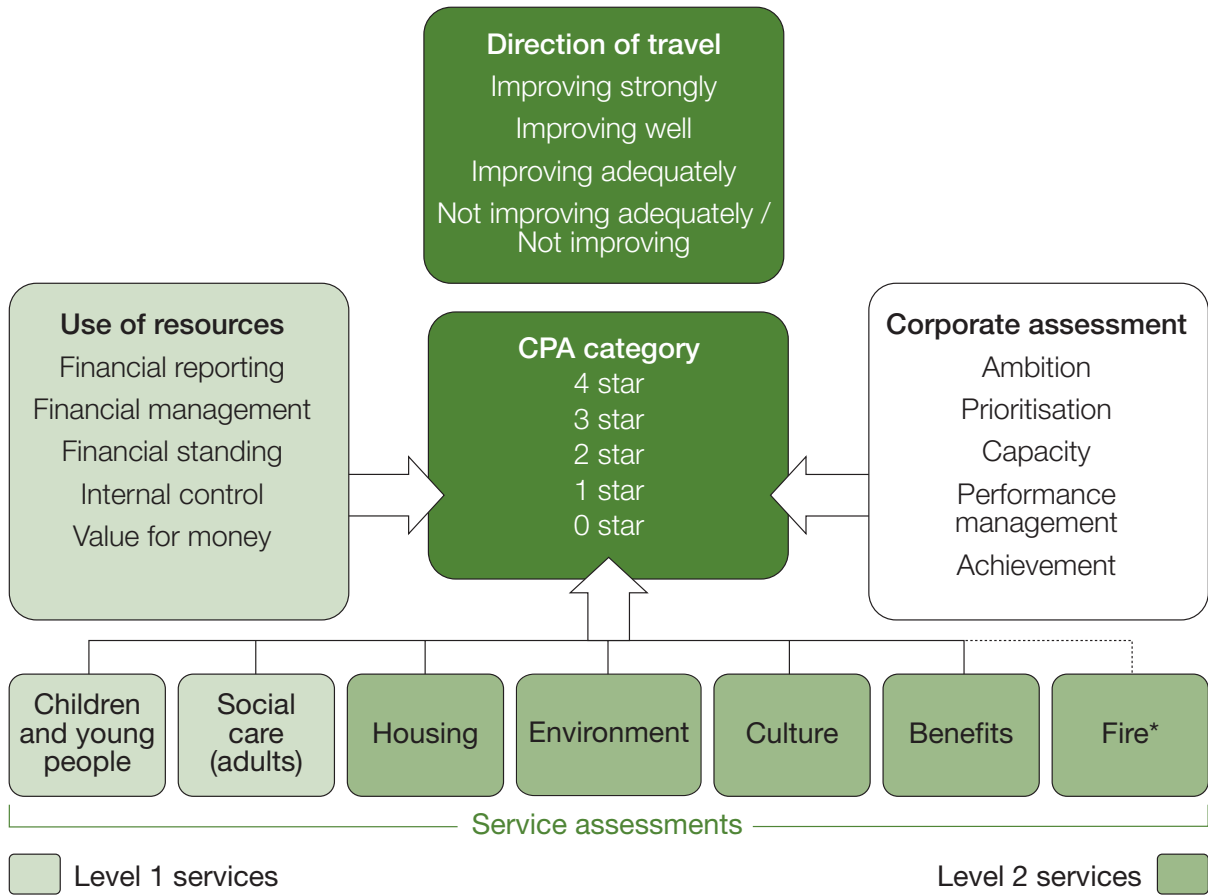 Direction of travel
Improving strongly
Improving well
Improving adequately
Not improving adequately /
Not improving
Use of resources
Financial reporting
Financial management
Financial standing
Internal control
Value for money
CPA category
4 star
3 star
2 star
1 star
0 star
Corporate assessment
Ambition
Prioritisation
Capacity
Performance
management
Achievement
Children
and young
people
Social
care
(adults)
Housing
Environment
Culture
Benefits
Fire*
Service assessments
Level 1 services
Level 2 services